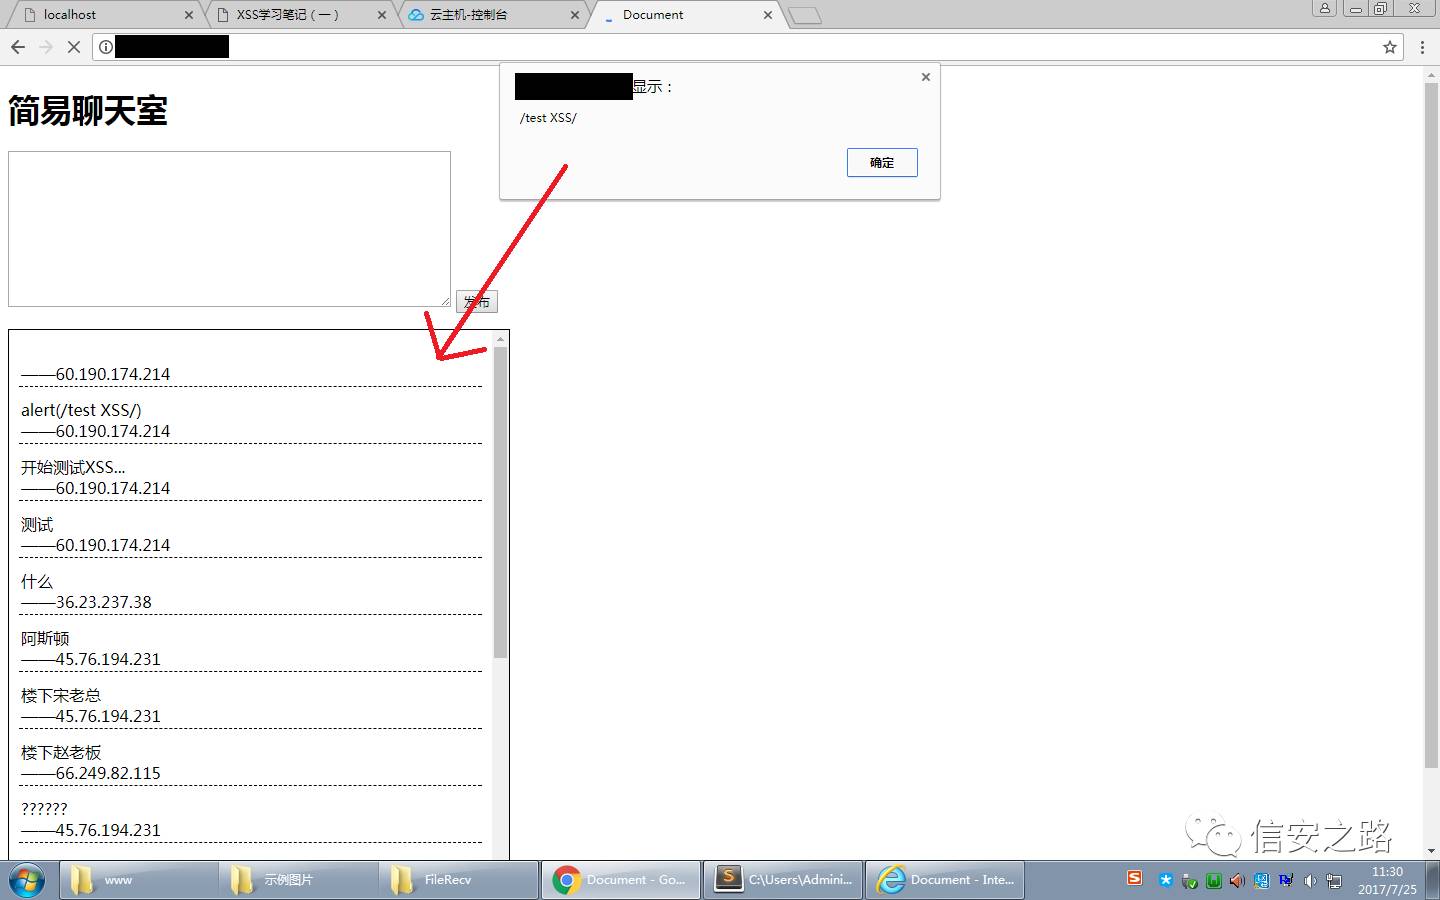 localhost
XSS学习笔记（一）
云主机-控制台
Document
显示：
/test XSS/
确定
简易聊天室
发布
——60.190.174.214
alert(/test XSS/)
——60.190.174.214
开始测试XSS...
——60.190.174.214
测试
——60.190.174.214
什么
——36.23.237.38
阿斯顿
——45.76.194.231
楼下宋老总
——45.76.194.231
楼下赵老板
——66.249.82.115
??????
——45.76.194.231
信安之路
www
示例图片
FileRecv
Document - Go...
C:\Users\Admini...
Document - Inte...
11:30
2017/7/25